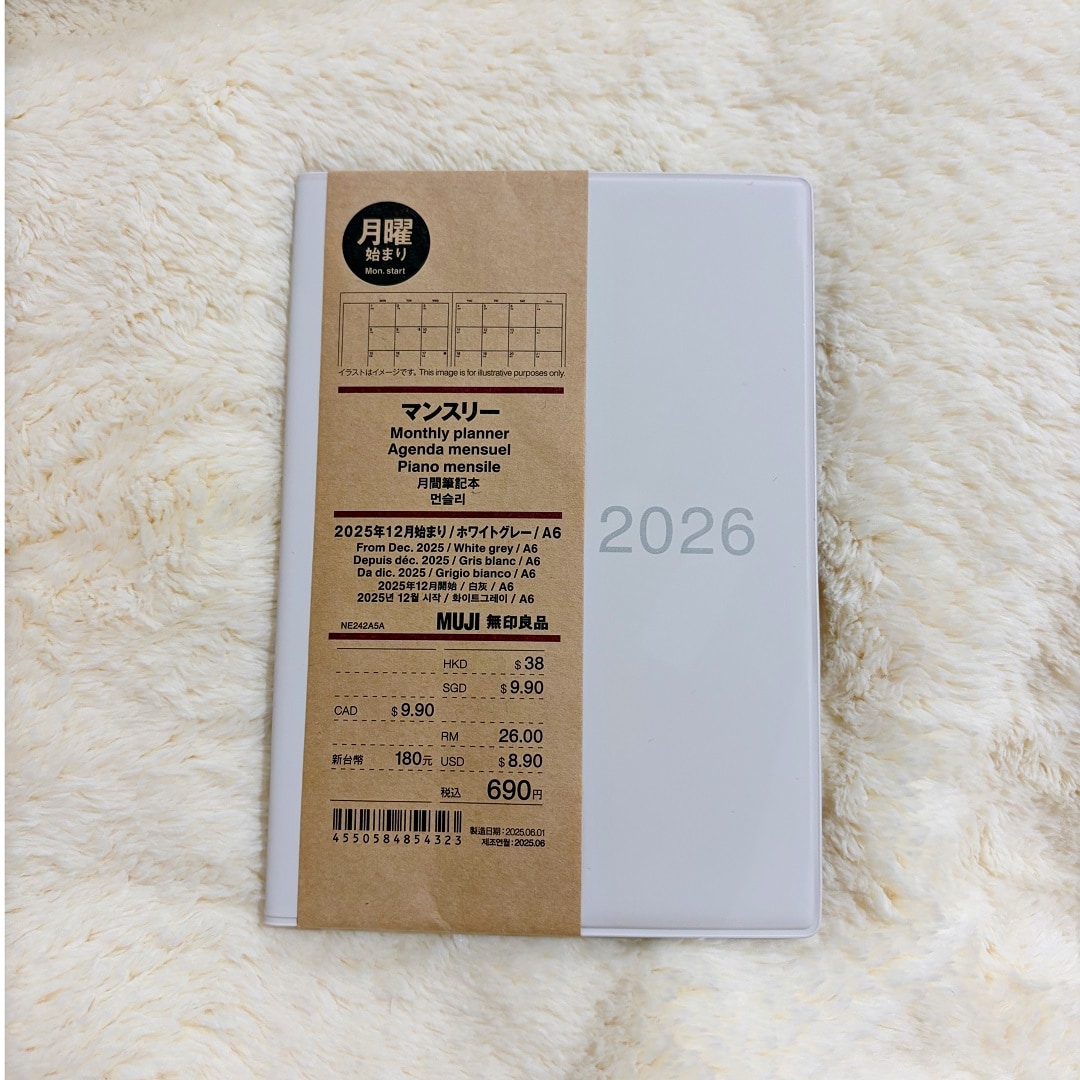 月曜
始まり
Mon. start
MON TUE WED THU FRI SAT SUN
イラストはイメージです。This image is for illustrative purposes only.
マンスリー
Monthly planner
Agenda mensuel
Piano mensile
月間筆記本
먼슬리
2025年12月始まり/ホワイトグレー/A6
From Dec. 2025 / White grey / A6
Depuis déc. 2025 / Gris blanc / A6
Da dic. 2025 / Grigio bianco / A6
2025年12月開始 / 白灰 / A6
2025년 12월 시작 / 화이트그레이 / A6
NE242A5A MUJI 無印良品
HKD $38
SGD $9.90
CAD $9.90
RM 26.00
新台幣 180元 USD $8.90
税込 690円
4550584854323
製造日期:2025.06.01
제조연월:2025.06
2026